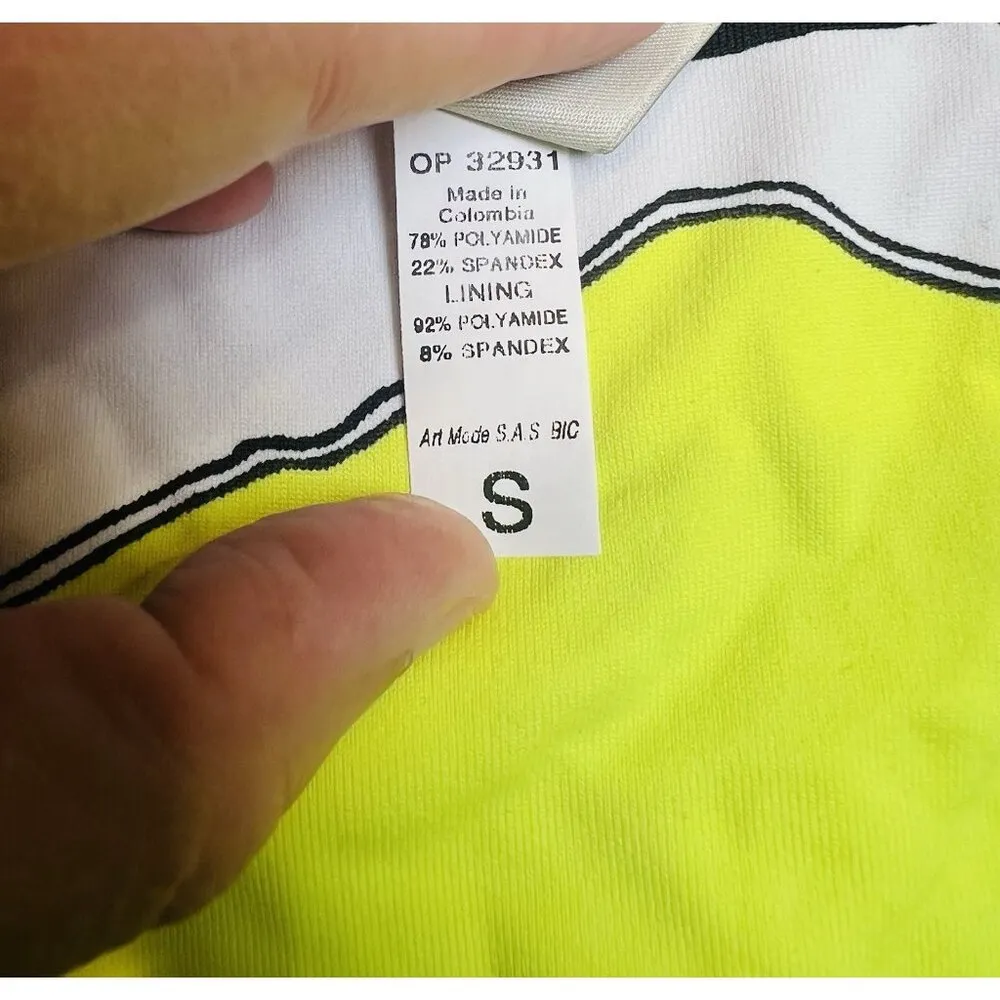 OP 32931
Made in
Colombia
78% POLYAMIDE
22% SPANDEX
LINING
92% POLYAMIDE
8% SPANDEX
Art Mode S.A.S BIC
S